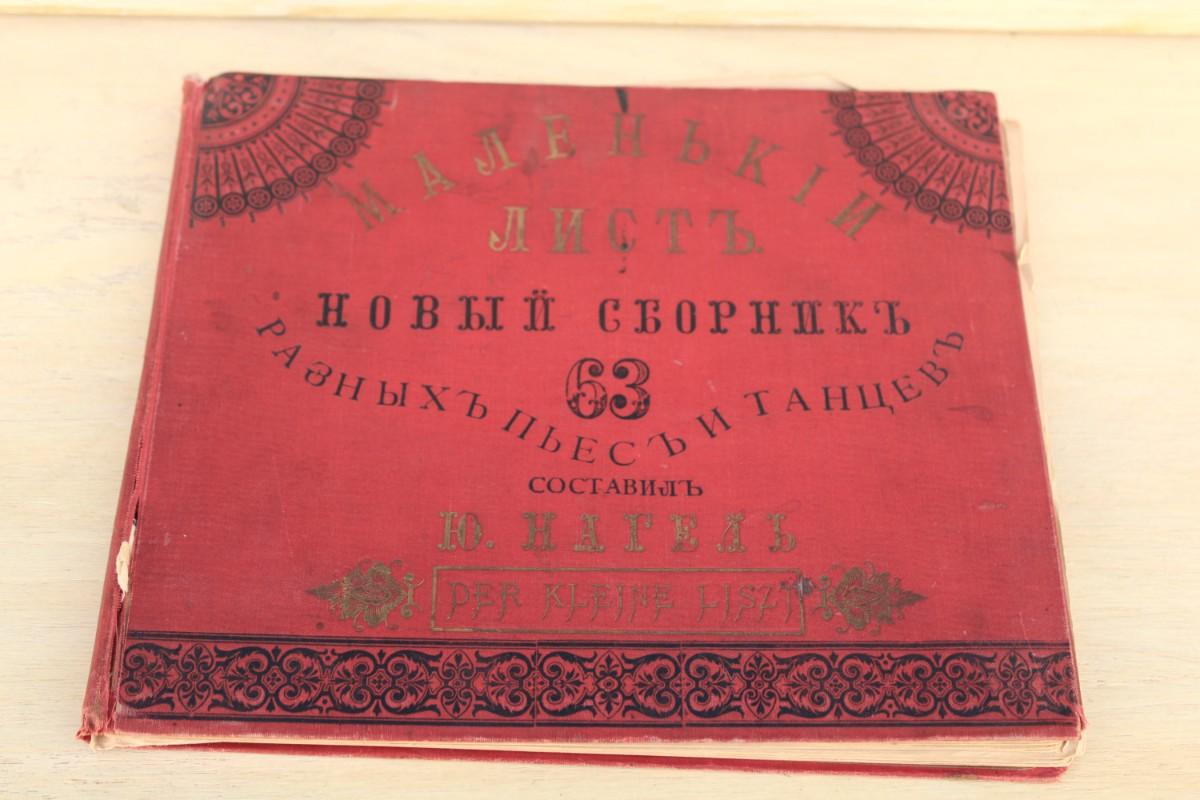 МАЛЕНЬКІЙ
ЛИСТЪ.
НОВЫЙ СБОРНИКЪ
63
РАЗНЫХЪ ПЬЕСЪ И ТАНЦЕВЪ
СОСТАВИЛЪ
Ю. НАГЕЛЬ
DER KLEINE LISZT